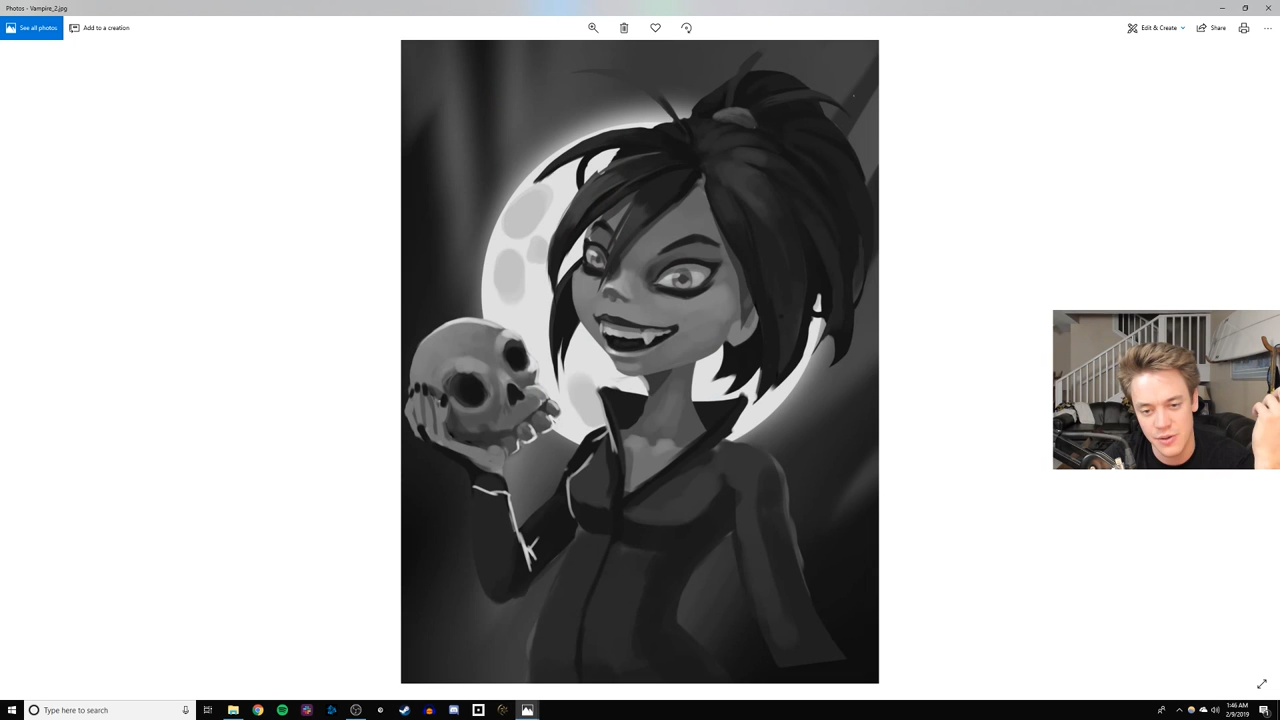 Photos - Vampire_2.jpg
See all photos
Add to a creation
Edit & Create
Share
Type here to search
1:46 AM
2/9/2019